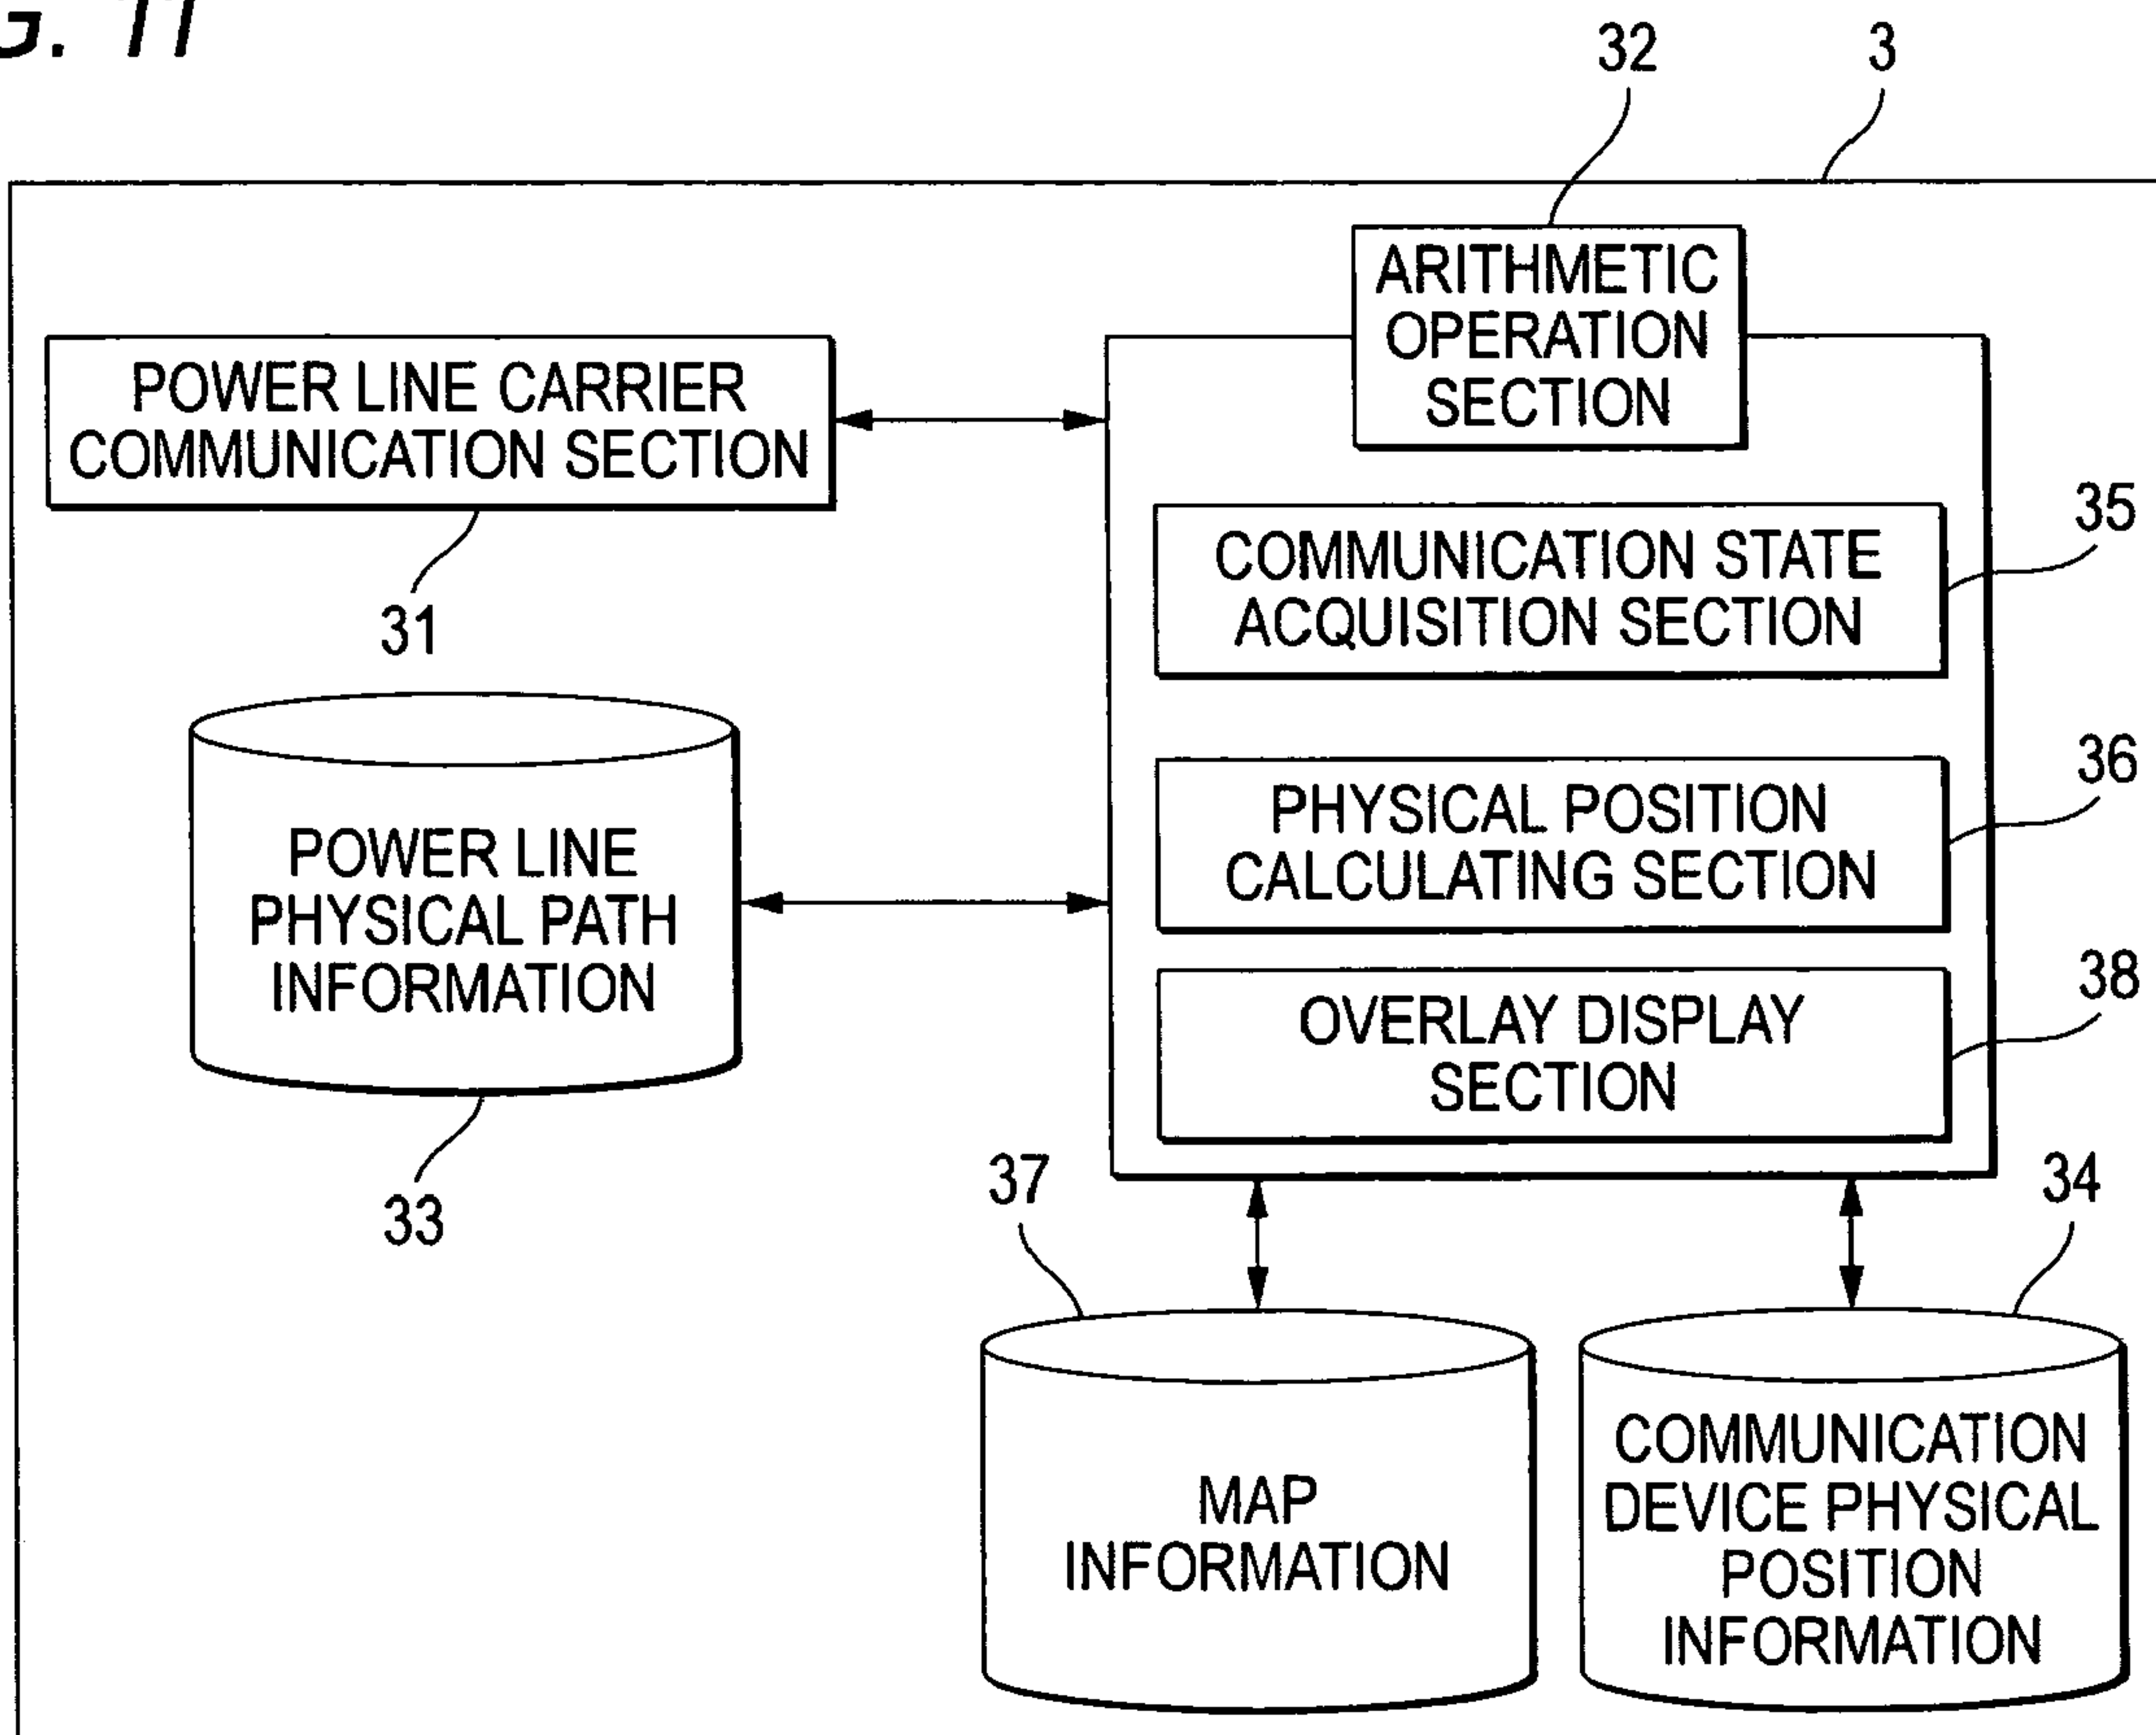 G. 11
32
3
ARITHMETIC
OPERATION
SECTION
POWER LINE CARRIER
COMMUNICATION SECTION
31
COMMUNICATION STATE
ACQUISITION SECTION
35
PHYSICAL POSITION
CALCULATING SECTION
36
POWER LINE
PHYSICAL PATH
INFORMATION
33
OVERLAY DISPLAY
SECTION
38
37
34
MAP
INFORMATION
COMMUNICATION
DEVICE PHYSICAL
POSITION
INFORMATION